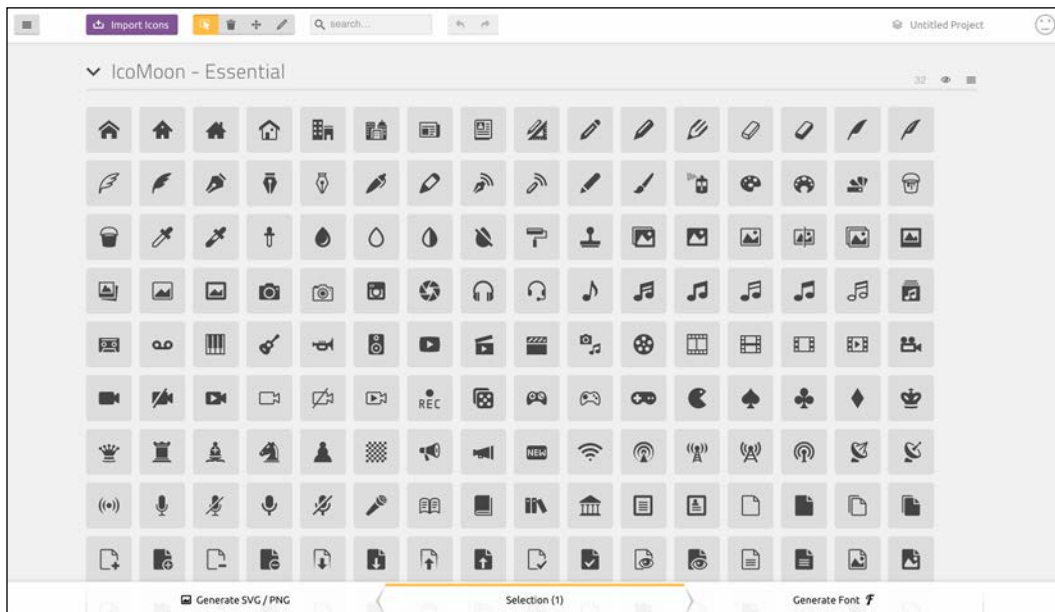 Import Icons search... Untitled Project
IcoMoon - Essential 32
REC
NEW
Generate SVG / PNG Selection (1) Generate Font